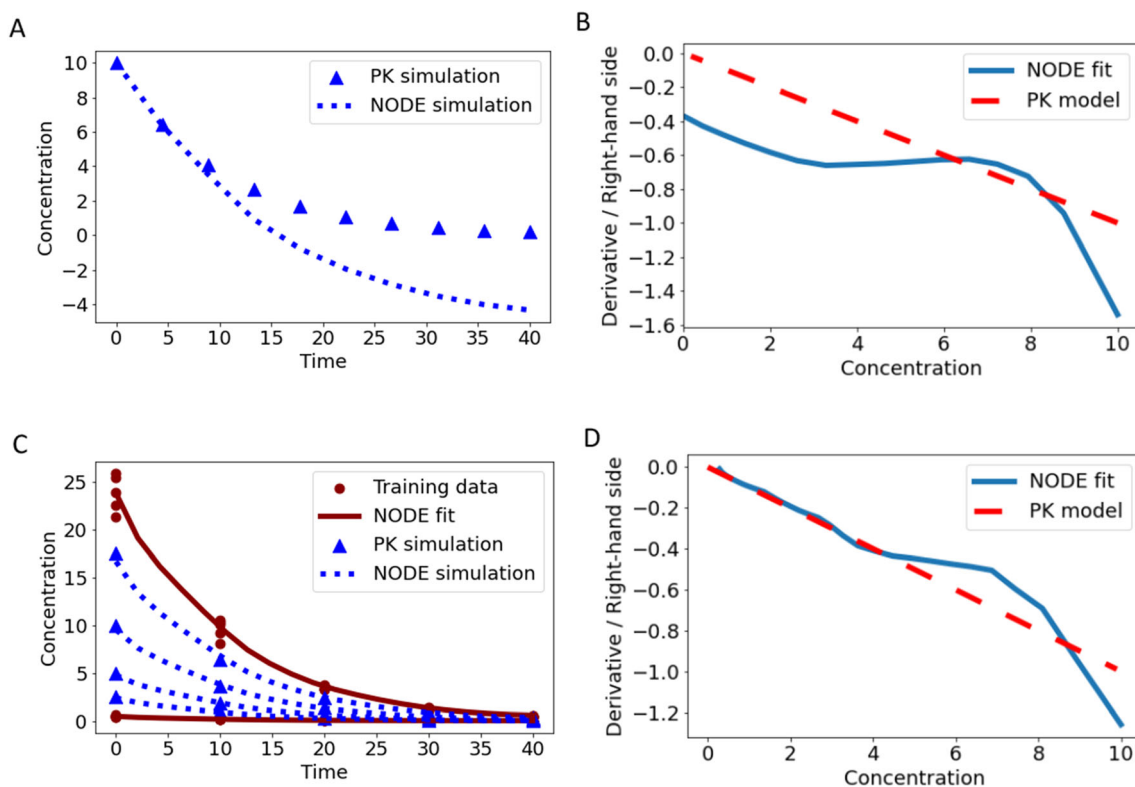 A
Concentration
10
8
6
4
2
0
−2
−4
0 5 10 15 20 25 30 35 40
Time
PK simulation
NODE simulation
B
Derivative / Right-hand side
0.0
−0.2
−0.4
−0.6
−0.8
−1.0
−1.2
−1.4
−1.6
0 2 4 6 8 10
Concentration
NODE fit
PK model
C
Concentration
25
20
15
10
5
0
0 5 10 15 20 25 30 35 40
Time
Training data
NODE fit
PK simulation
NODE simulation
D
Derivative / Right-hand side
0.0
−0.2
−0.4
−0.6
−0.8
−1.0
−1.2
0 2 4 6 8 10
Concentration
NODE fit
PK model